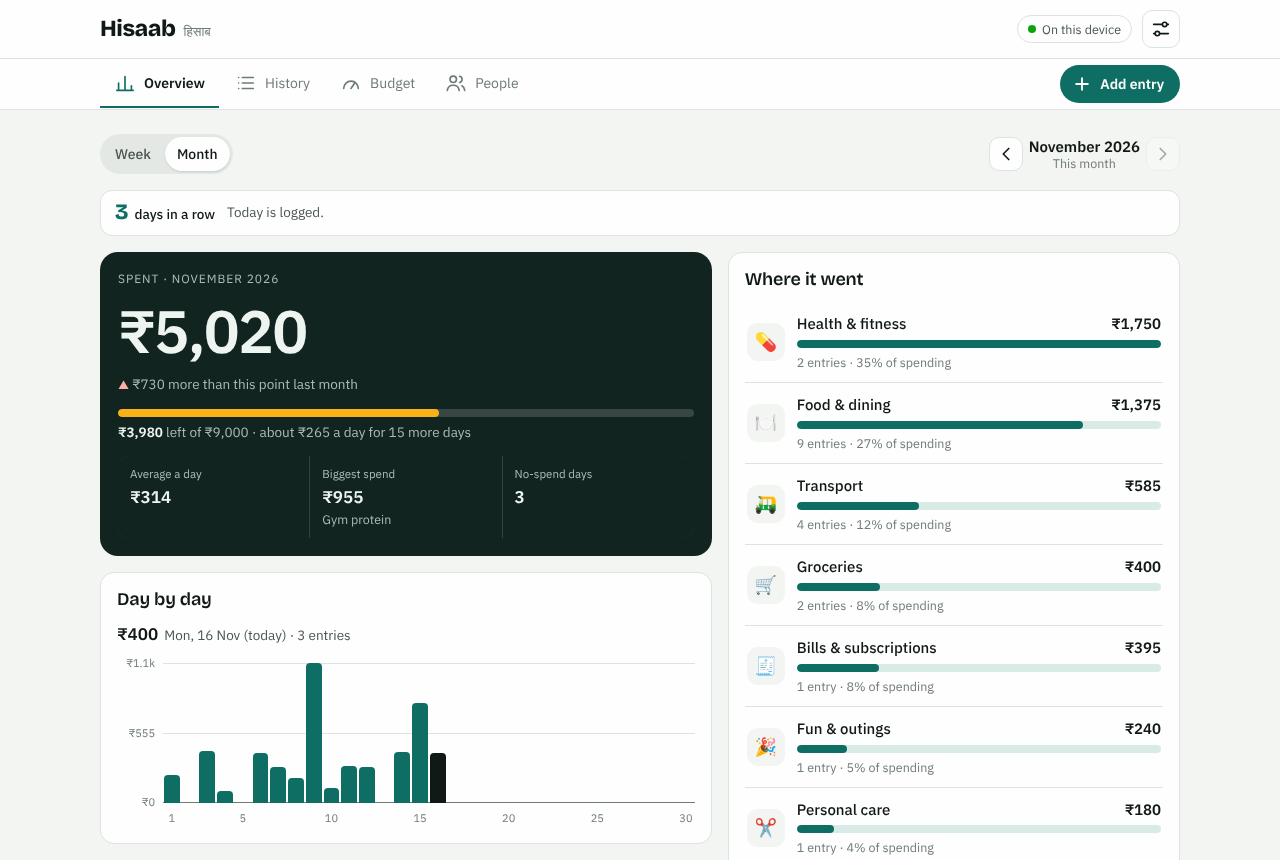 Hisaab हिसाब
On this device
Overview
History
Budget
People
Add entry
Week
Month
November 2026
This month
3 days in a row Today is logged.
SPENT · NOVEMBER 2026
₹5,020
▲ ₹730 more than this point last month
₹3,980 left of ₹9,000 · about ₹265 a day for 15 more days
Average a day
₹314
Biggest spend
₹955
Gym protein
No-spend days
3
Day by day
₹400 Mon, 16 Nov (today) · 3 entries
₹1.1k
₹555
₹0
1 5 10 15 20 25 30
Where it went
Health & fitness ₹1,750
2 entries · 35% of spending
Food & dining ₹1,375
9 entries · 27% of spending
Transport ₹585
4 entries · 12% of spending
Groceries ₹400
2 entries · 8% of spending
Bills & subscriptions ₹395
1 entry · 8% of spending
Fun & outings ₹240
1 entry · 5% of spending
Personal care ₹180
1 entry · 4% of spending